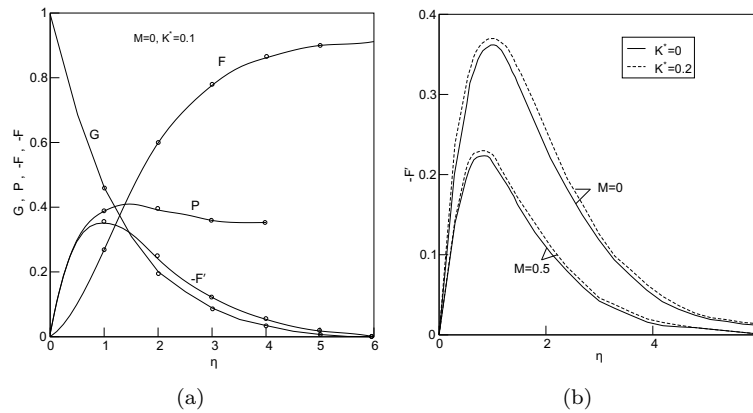 M=0, K*=0.1
G , P , -F , -F
1
0.8
0.6
0.4
0.2
0
F
G
P
-F'
0 1 2 3 4 5 6
η
(a)
K*=0
K*=0.2
-F'
0.4
0.3
0.2
0.1
0
M=0
M=0.5
0 2 4
η
(b)